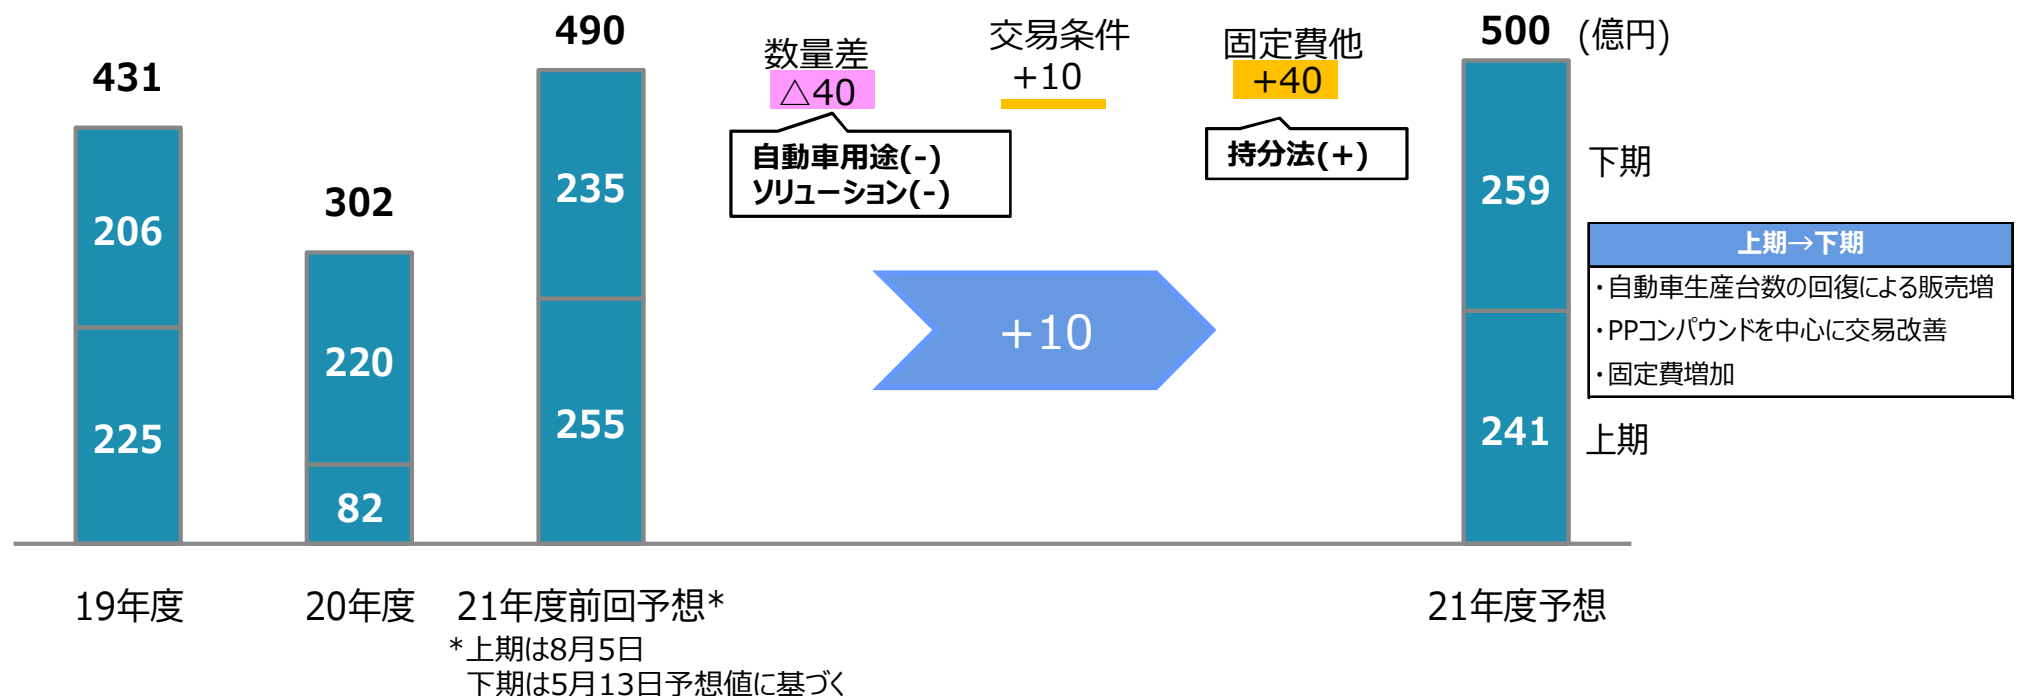 431
206
225
19年度
302
220
82
20年度
490
235
255
21年度前回予想*
*上期は8月5日
下期は5月13日予想値に基づく
数量差
△40
自動車用途(-)
ソリューション(-)
交易条件
+10
固定費他
+40
持分法(+)
+10
500 (億円)
259
241
21年度予想
下期
上期→下期
・自動車生産台数の回復による販売増
・PPコンパウンドを中心に交易改善
・固定費増加
上期